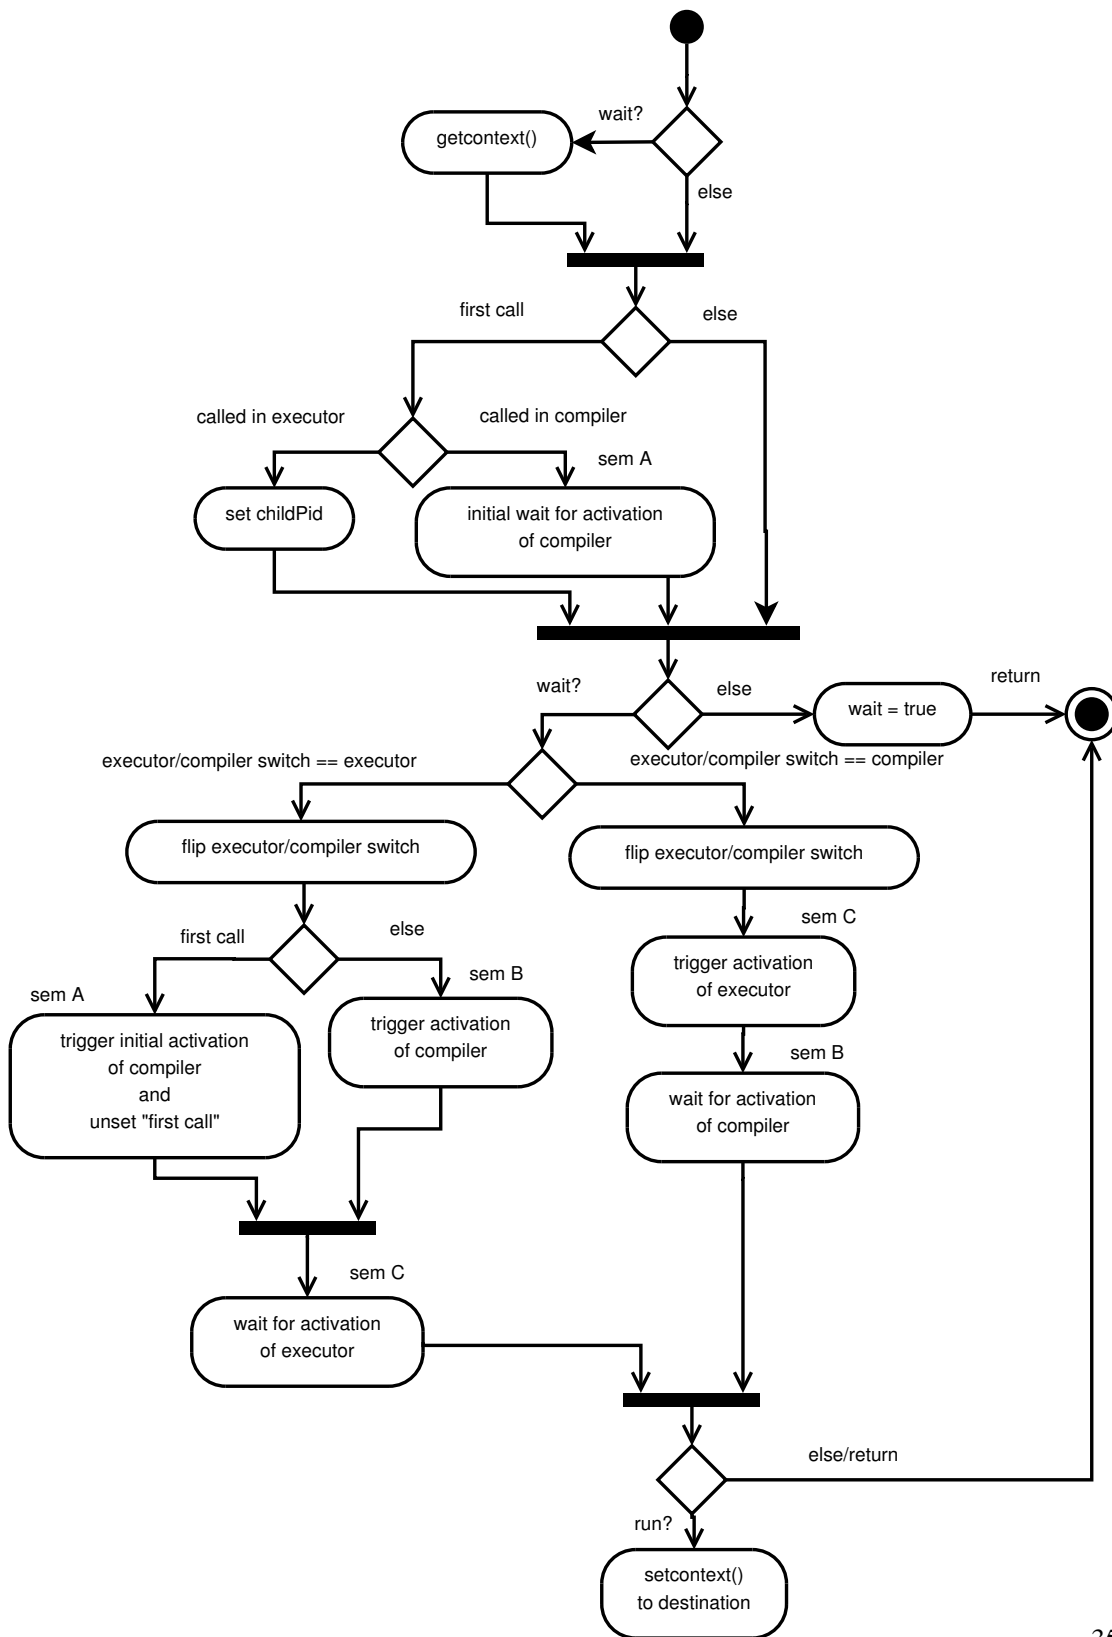 wait?
getcontext()
else
first call
else
called in executor
called in compiler
sem A
set childPid
initial wait for activation
of compiler
wait?
else
return
wait = true
executor/compiler switch == executor
executor/compiler switch == compiler
flip executor/compiler switch
flip executor/compiler switch
sem C
first call
else
trigger activation
of executor
sem A
sem B
trigger initial activation
of compiler
and
unset "first call"
trigger activation
of compiler
sem B
wait for activation
of compiler
sem C
wait for activation
of executor
else/return
run?
setcontext()
to destination